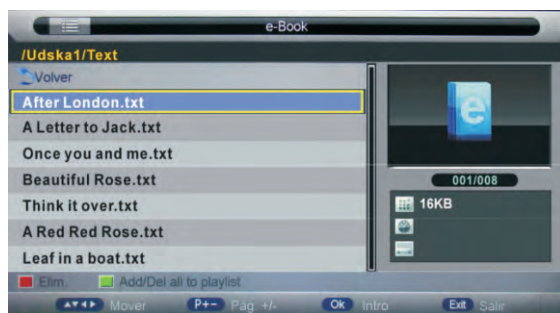 e-Book
/Udska1/Text
Volver
After London.txt
A Letter to Jack.txt
Once you and me.txt
Beautiful Rose.txt
Think it over.txt
A Red Red Rose.txt
Leaf in a boat.txt
e
001/008
16KB
Elim. Add/Del all to playlist
Mover P+- Pág. +/- Ok Intro Exit Salir